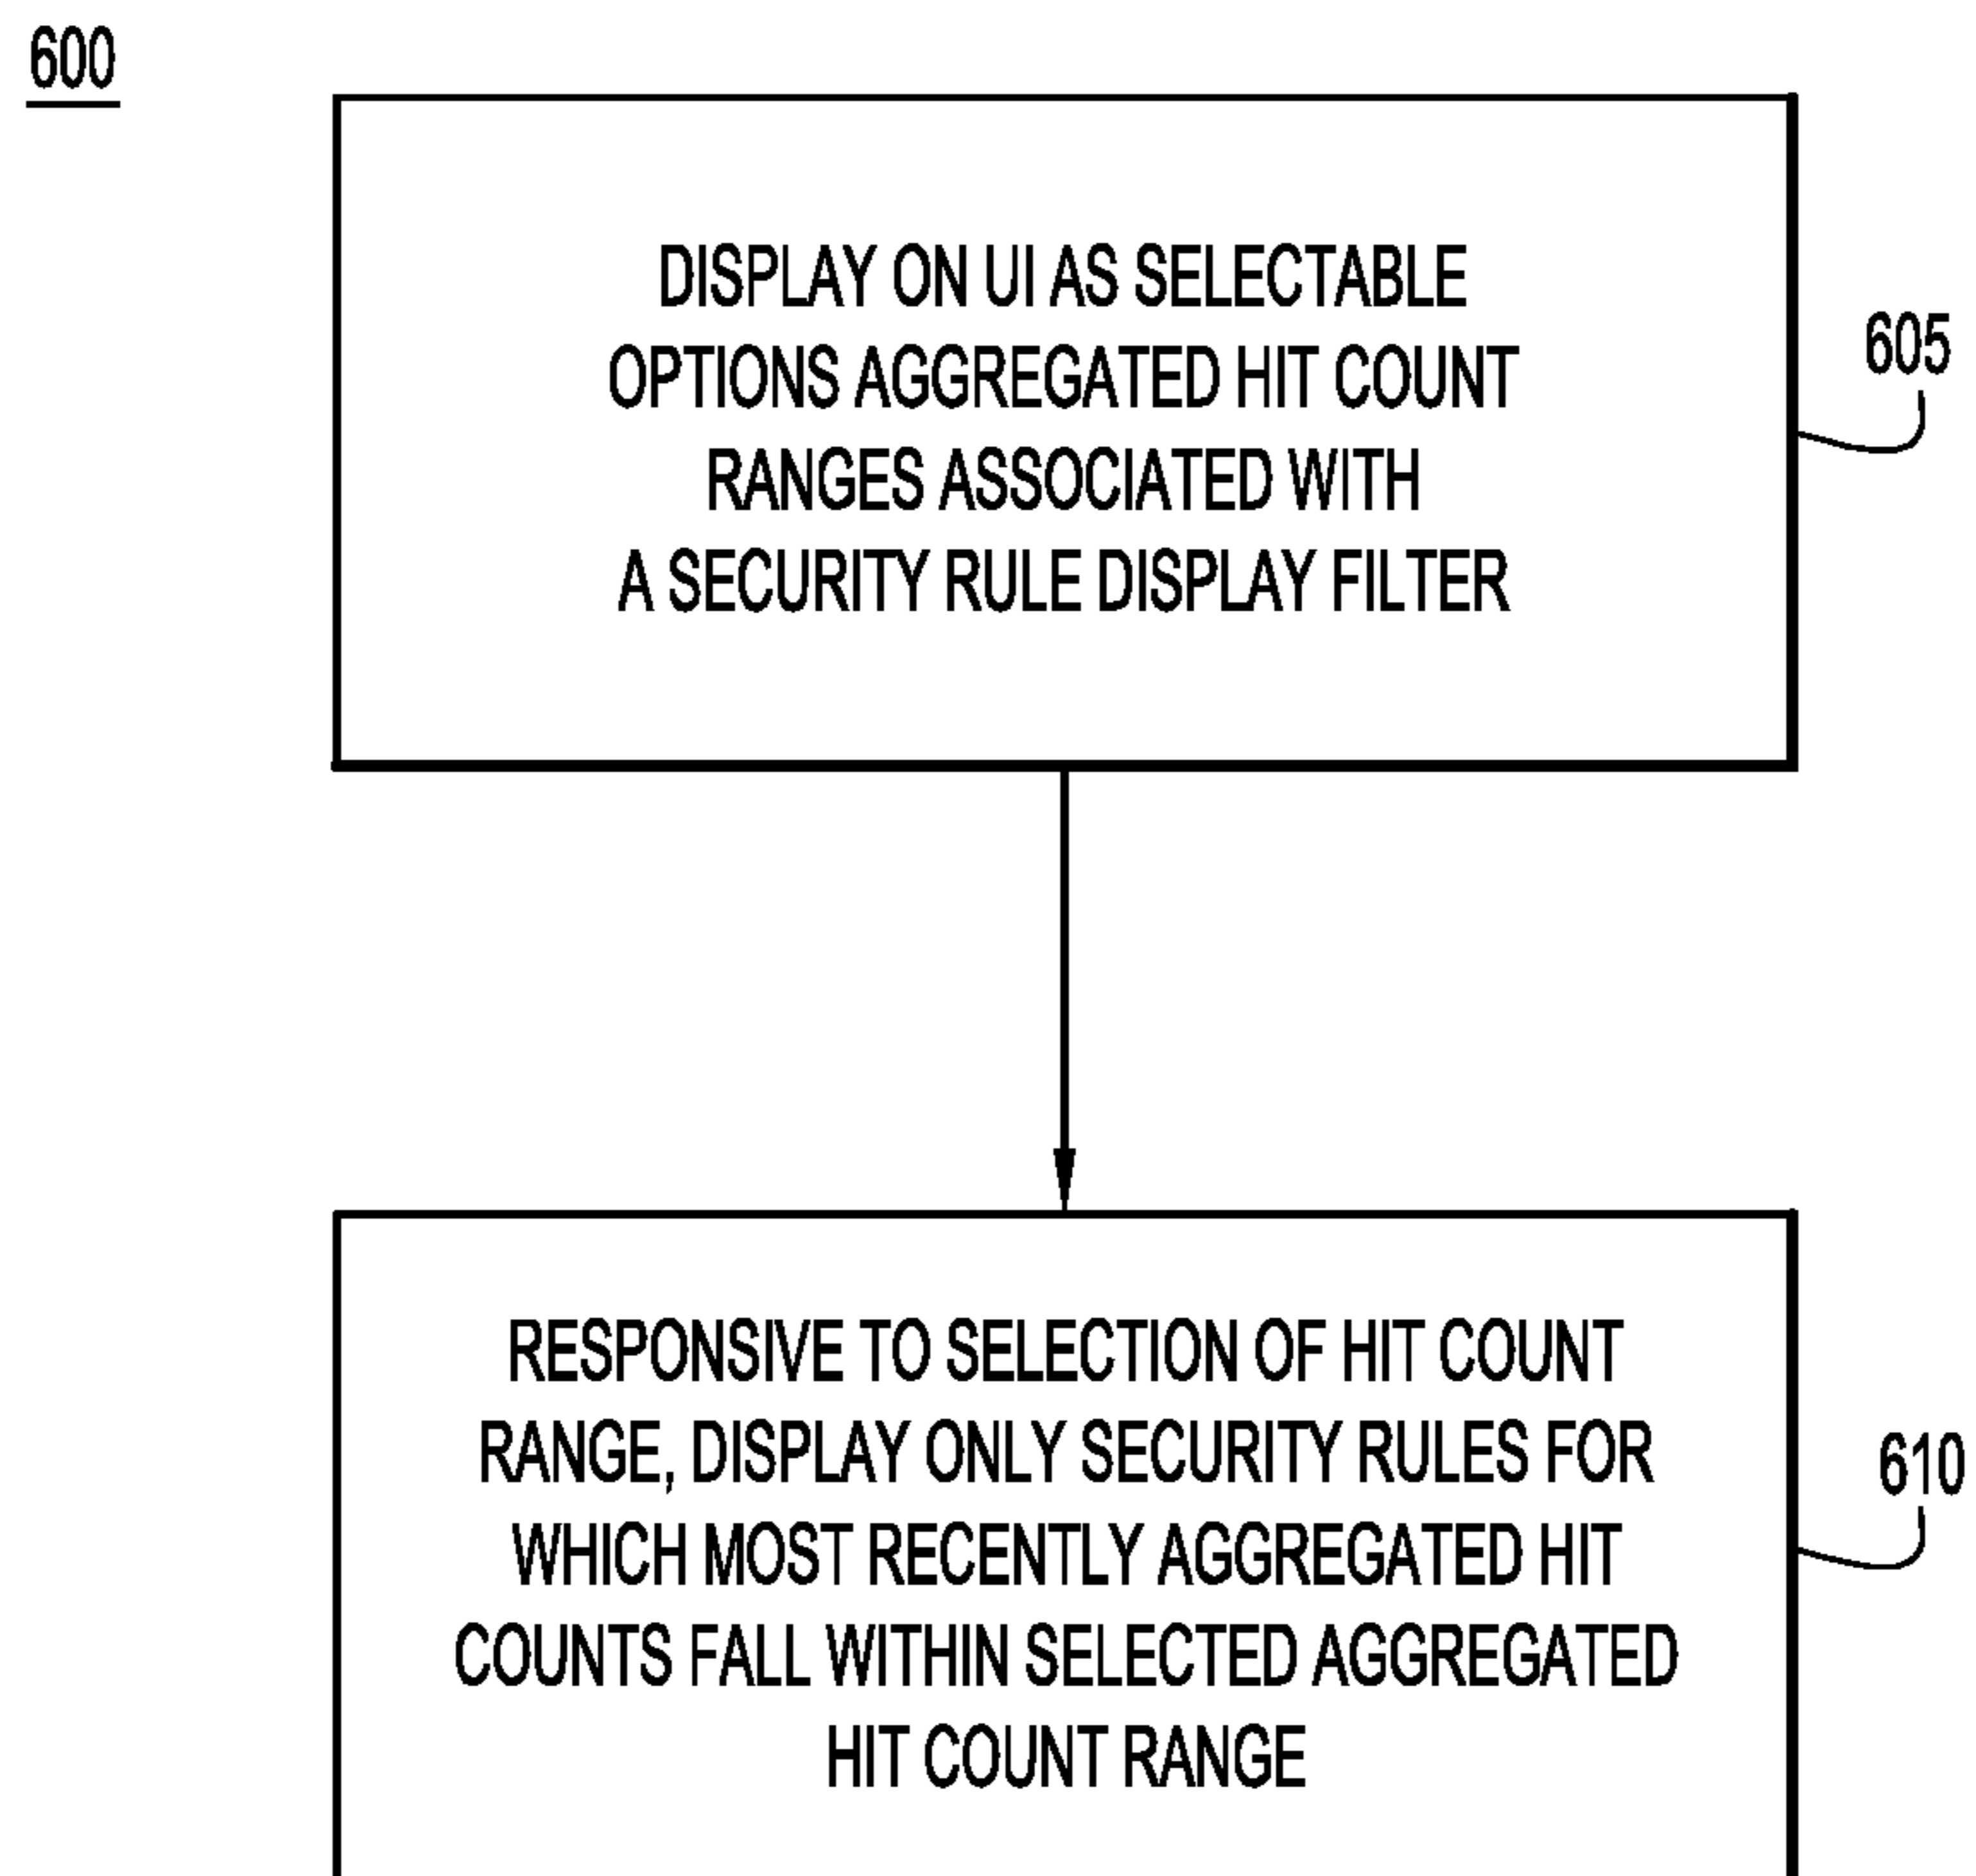 600
DISPLAY ON UI AS SELECTABLE
OPTIONS AGGREGATED HIT COUNT
RANGES ASSOCIATED WITH
A SECURITY RULE DISPLAY FILTER
605
RESPONSIVE TO SELECTION OF HIT COUNT
RANGE, DISPLAY ONLY SECURITY RULES FOR
WHICH MOST RECENTLY AGGREGATED HIT
COUNTS FALL WITHIN SELECTED AGGREGATED
HIT COUNT RANGE
610